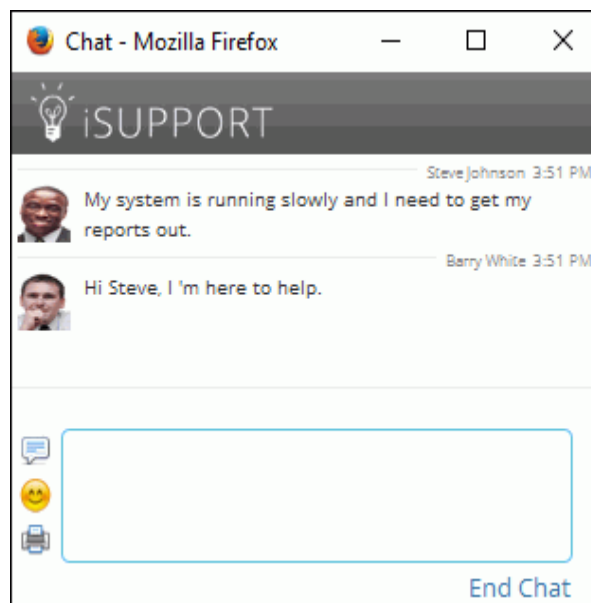 Chat - Mozilla Firefox
iSUPPORT
Steve Johnson 3:51 PM
My system is running slowly and I need to get my
reports out.
Barry White 3:51 PM
Hi Steve, I 'm here to help.
End Chat